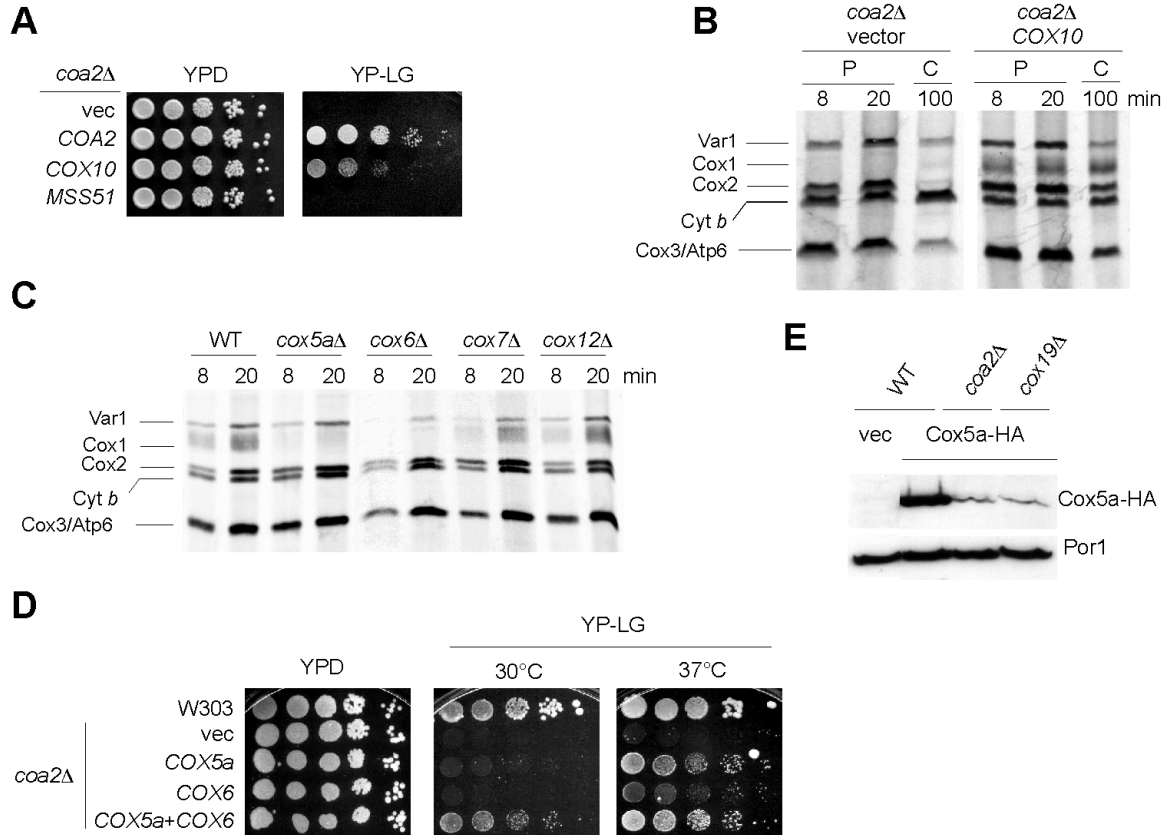 A
coa2Δ YPD YP-LG
vec
COA2
COX10
MSS51
B
coa2Δ coa2Δ
vector COX10
P C P C
8 20 100 8 20 100 min
Var1
Cox1
Cox2
Cyt b
Cox3/Atp6
C
WT cox5aΔ cox6Δ cox7Δ cox12Δ
8 20 8 20 8 20 8 20 8 20 min
Var1
Cox1
Cox2
Cyt b
Cox3/Atp6
E
WT coa2Δ cox19Δ
vec Cox5a-HA
Cox5a-HA
Por1
D
YP-LG
YPD 30°C 37°C
W303
vec
COX5a
coa2Δ
COX6
COX5a+COX6